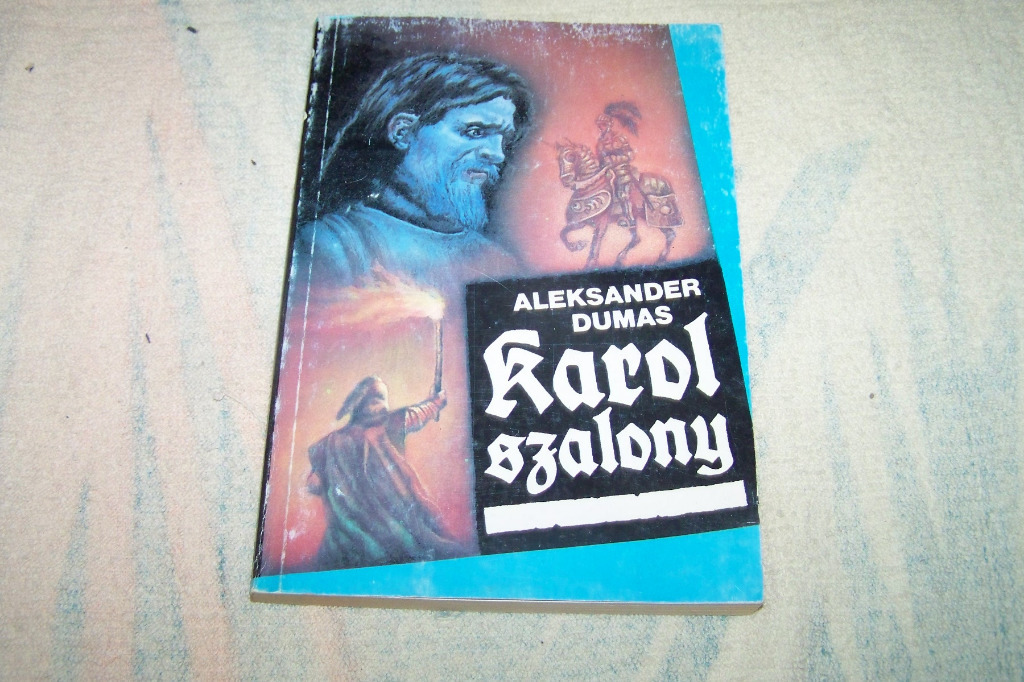 ALEKSANDER
DUMAS
Karol
szalony